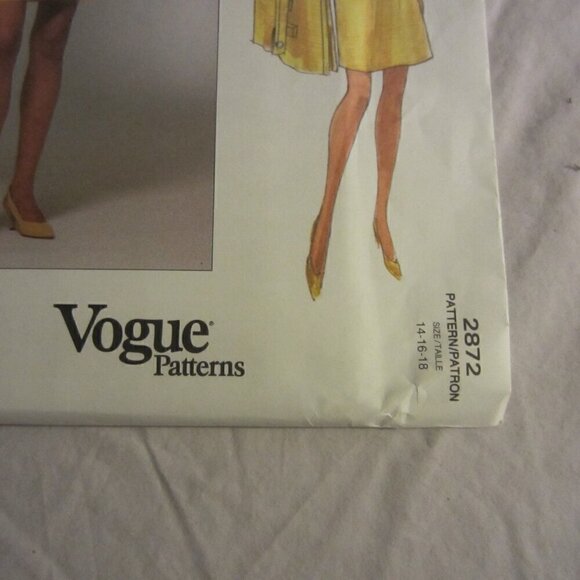 Vogue®
Patterns
2872
PATTERN/PATRON
SIZE/TAILLE
14-16-18